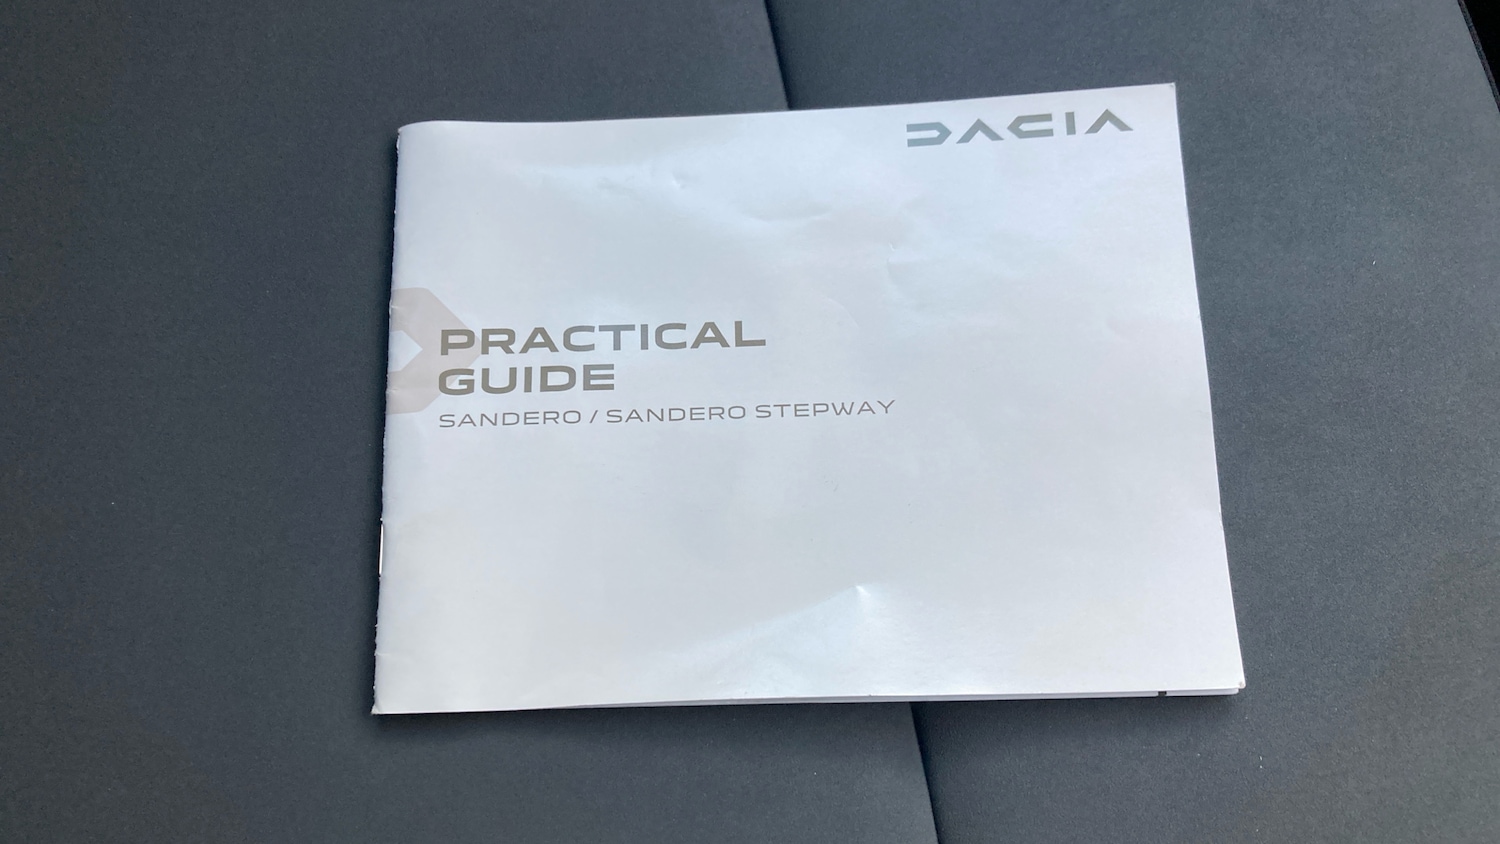 DACIA
PRACTICAL
GUIDE
SANDERO / SANDERO STEPWAY